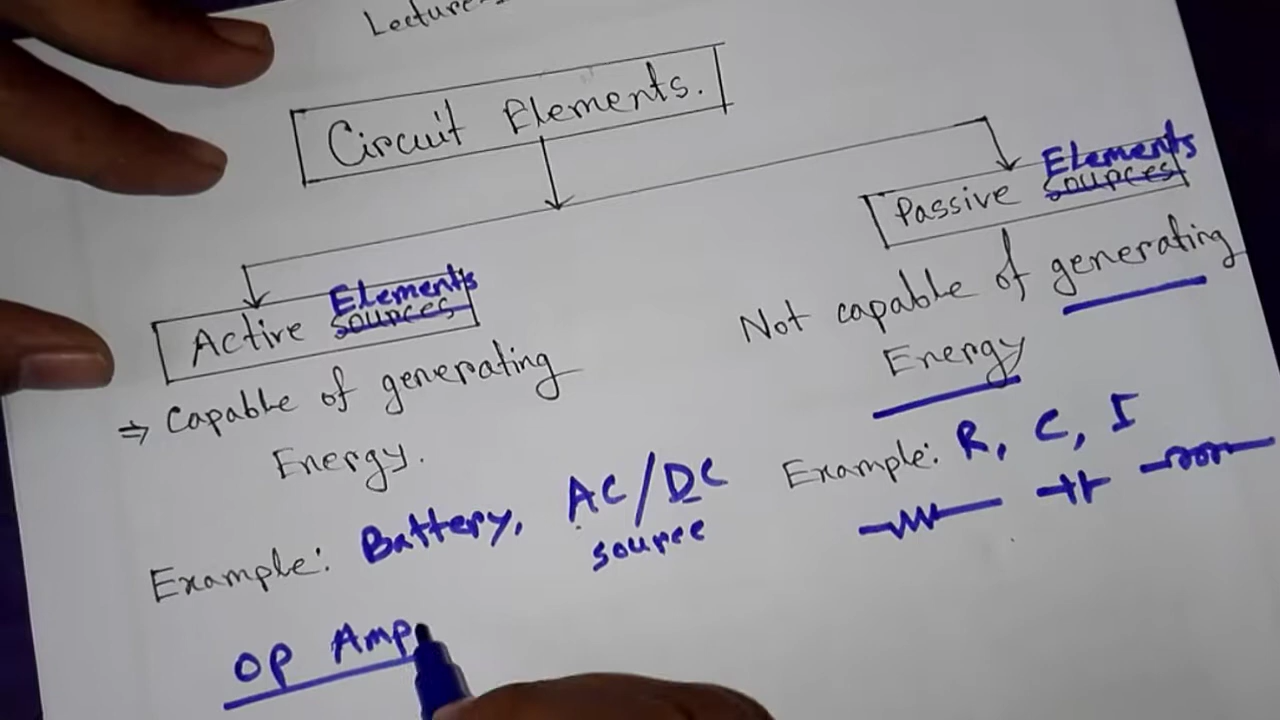 Lecture-
Circuit Elements.
Active Elements
sources
⇒ Capable of generating
Energy.
Example: Battery, AC/DC
source
Op Amp
Passive Elements
sources
Not capable of generating
Energy
Example: R, C, I